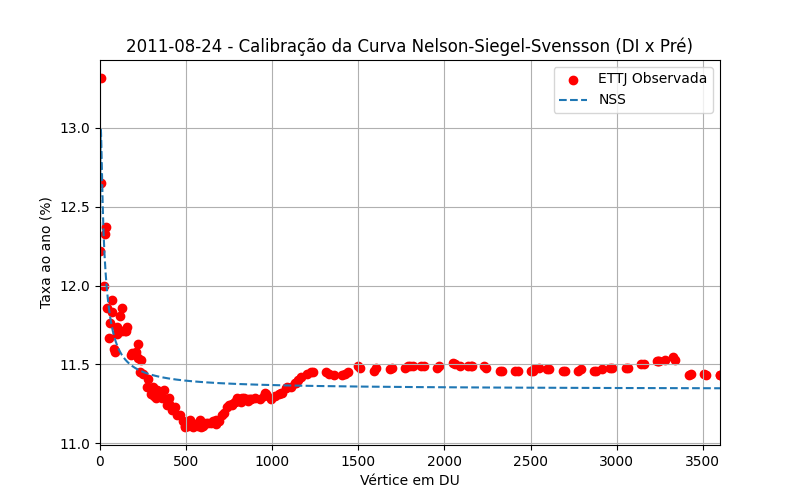 2011-08-24 - Calibração da Curva Nelson-Siegel-Svensson (DI x Pré)
ETTJ Observada
NSS
Taxa ao ano (%)
13.0
12.5
12.0
11.5
11.0
0 500 1000 1500 2000 2500 3000 3500
Vértice em DU